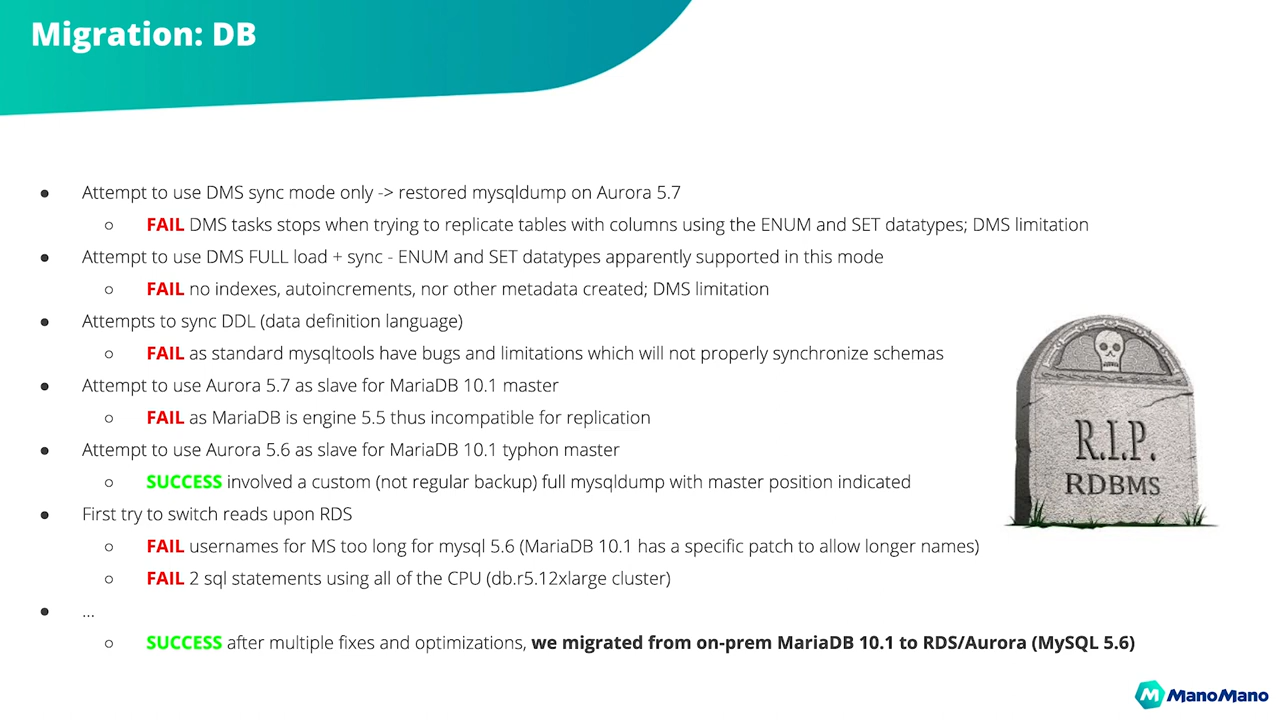 Migration: DB
● Attempt to use DMS sync mode only -> restored mysqldump on Aurora 5.7
○ FAIL DMS tasks stops when trying to replicate tables with columns using the ENUM and SET datatypes; DMS limitation
● Attempt to use DMS FULL load + sync - ENUM and SET datatypes apparently supported in this mode
○ FAIL no indexes, autoincrements, nor other metadata created; DMS limitation
● Attempts to sync DDL (data definition language)
○ FAIL as standard mysqltools have bugs and limitations which will not properly synchronize schemas
● Attempt to use Aurora 5.7 as slave for MariaDB 10.1 master
○ FAIL as MariaDB is engine 5.5 thus incompatible for replication
● Attempt to use Aurora 5.6 as slave for MariaDB 10.1 typhon master
○ SUCCESS involved a custom (not regular backup) full mysqldump with master position indicated
● First try to switch reads upon RDS
○ FAIL usernames for MS too long for mysql 5.6 (MariaDB 10.1 has a specific patch to allow longer names)
○ FAIL 2 sql statements using all of the CPU (db.r5.12xlarge cluster)
● ...
○ SUCCESS after multiple fixes and optimizations, we migrated from on-prem MariaDB 10.1 to RDS/Aurora (MySQL 5.6)
R.I.P.
RDBMS
ManoMano